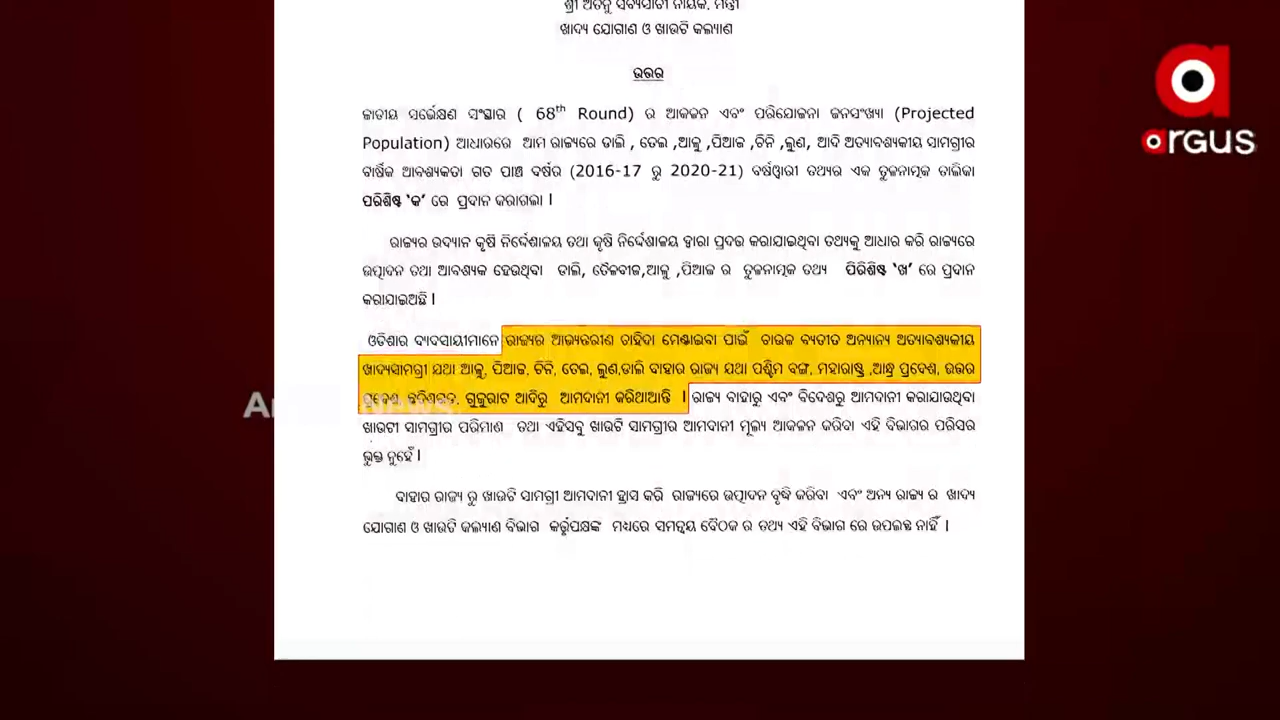 ଶ୍ରୀ ଅତନୁ ସବ୍ୟସାଚୀ ନାୟକ, ମନ୍ତ୍ରୀ
ଖାଦ୍ୟ ଯୋଗାଣ ଓ ଖାଉଟି କଲ୍ୟାଣ
ଉତ୍ତର
ଜାତୀୟ ସର୍ଭେକ୍ଷଣ ସଂସ୍ଥାର ( 68th Round) ର ଆକଳନ ଏବଂ ପରିଯୋଜନା ଜନସଂଖ୍ୟା (Projected
Population) ଆଧାରରେ ଆମ ରାଜ୍ୟରେ ଡାଲି , ତେଲ ,ଆଳୁ ,ପିଆଜ ,ଚିନି ,ଲୁଣ, ଆଦି ଅତ୍ୟାବଶ୍ୟକୀୟ ସାମଗ୍ରୀର
ବାର୍ଷିକ ଆବଶ୍ୟକତା ଗତ ପାଞ୍ଚ ବର୍ଷର (2016-17 ରୁ 2020-21) ବର୍ଷୱାରୀ ତଥ୍ୟର ଏକ ତୁଳନାତ୍ମକ ତାଲିକା
ପରିଶିଷ୍ଟ ‘କ’ ରେ ପ୍ରଦାନ କରାଗଲା ।
ରାଜ୍ୟର ଉଦ୍ୟାନ କୃଷି ନିର୍ଦ୍ଦେଶାଳୟ ତଥା କୃଷି ନିର୍ଦ୍ଦେଶାଳୟ ଦ୍ୱାରା ପ୍ରଦତ୍ତ କରାଯାଇଥିବା ତଥ୍ୟକୁ ଆଧାର କରି ରାଜ୍ୟରେ
ଉତ୍ପାଦନ ତଥା ଆବଶ୍ୟକ ହେଉଥିବା ଡାଲି, ତୈଳବୀଜ,ଆଳୁ ,ପିଆଜ ର ତୁଳନାତ୍ମକ ତଥ୍ୟ ପିରିଶିଷ୍ଟ ‘ଖ’ ରେ ପ୍ରଦାନ
କରାଯାଇଅଛି ।
ଓଡିଶାର ବ୍ୟବସାୟୀମାନେ ରାଜ୍ୟର ଆଭ୍ୟନ୍ତରୀଣ ଚାହିଦା ମେଣ୍ଟାଇବା ପାଇଁ ଚାଉଳ ବ୍ୟତୀତ ଅନ୍ୟାନ୍ୟ ଅତ୍ୟାବଶ୍ୟକୀୟ
ଖାଦ୍ୟସାମଗ୍ରୀ ଯଥା ଆଳୁ, ପିଆଜ, ଚିନି, ତେଲ, ଲୁଣ,ଡାଲି ବାହାର ରାଜ୍ୟ ଯଥା ପଶ୍ଚିମ ବଙ୍ଗ, ମହାରାଷ୍ଟ୍ର ,ଆନ୍ଧ୍ର ପ୍ରଦେଶ, ଉତ୍ତର
ପ୍ରଦେଶ, ଛତିଶଗଡ, ଗୁଜୁରାଟ ଆଦିରୁ ଆମଦାନୀ କରିଥାଆନ୍ତି । ରାଜ୍ୟ ବାହାରୁ ଏବଂ ବିଦେଶରୁ ଆମଦାନୀ କରାଯାଉଥିବା
ଖାଉଟୀ ସାମଗ୍ରୀର ପରିମାଣ ତଥା ଏହିସବୁ ଖାଉଟି ସାମଗ୍ରୀର ଆମଦାନୀ ମୂଲ୍ୟ ଆକଳନ କରିବା ଏହି ବିଭାଗର ପରିସର
ଭୁକ୍ତ ନୁହେଁ ।
ବାହାର ରାଜ୍ୟ ରୁ ଖାଉଟି ସାମଗ୍ରୀ ଆମଦାନୀ ହ୍ରାସ କରି ରାଜ୍ୟରେ ଉତ୍ପାଦନ ବୃଦ୍ଧି କରିବା ଏବଂ ଅନ୍ୟ ରାଜ୍ୟ ର ଖାଦ୍ୟ
ଯୋଗାଣ ଓ ଖାଉଟି କଲ୍ୟାଣ ବିଭାଗ କର୍ତ୍ତୃପକ୍ଷଙ୍କ ମଧ୍ୟରେ ସମନ୍ୱୟ ବୈଠକ ର ତଥ୍ୟ ଏହି ବିଭାଗ ରେ ଉପଲବ୍ଧ ନାହିଁ ।
argus